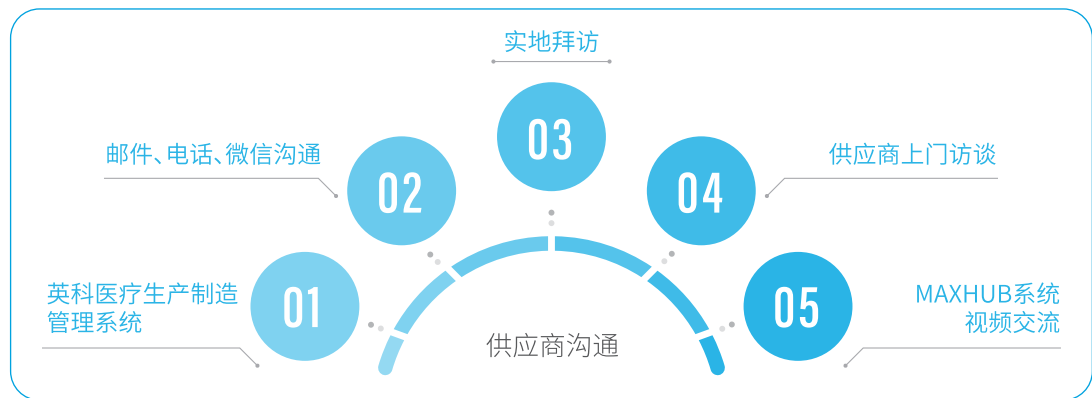 实地拜访
03
邮件、电话、微信沟通
02
供应商上门访谈
04
英科医疗生产制造
管理系统
01
MAXHUB系统
视频交流
05
供应商沟通